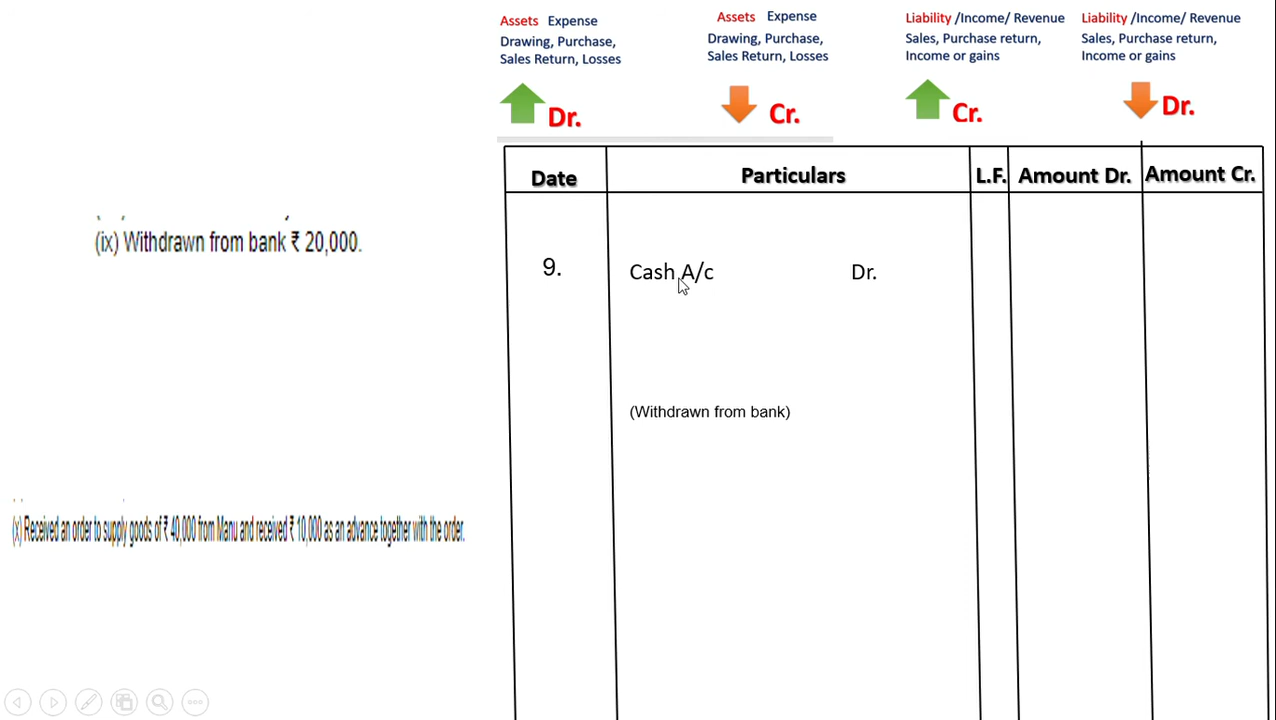 Assets Expense
Drawing, Purchase,
Sales Return, Losses
Dr.
Assets Expense
Drawing, Purchase,
Sales Return, Losses
Cr.
Liability /Income/ Revenue
Sales, Purchase return,
Income or gains
Cr.
Liability /Income/ Revenue
Sales, Purchase return,
Income or gains
Dr.
Date Particulars L.F. Amount Dr. Amount Cr.
(ix) Withdrawn from bank ₹ 20,000.
9. Cash A/c Dr.
(Withdrawn from bank)
(x) Received an order to supply goods of ₹ 40,000 from Manu and received ₹ 10,000 as an advance together with the order.